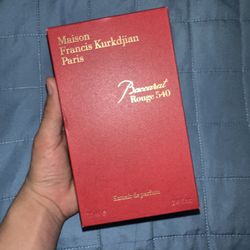 Maison
Francis Kurkdjian
Paris
Baccarat
Rouge 540
Extrait de parfum